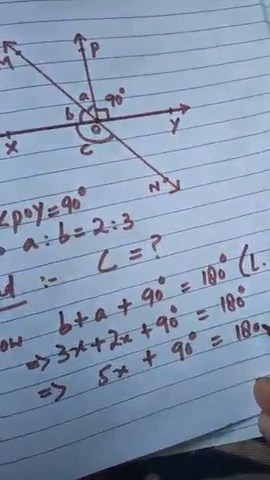 M
P
a
90°
b
O
X
Y
c
N
<poy=90°
a:b=2:3
:- C = ?
b+a + 90° = 180° (L.
=> 3x+2x+90° = 180°
=> 5x + 90° = 180